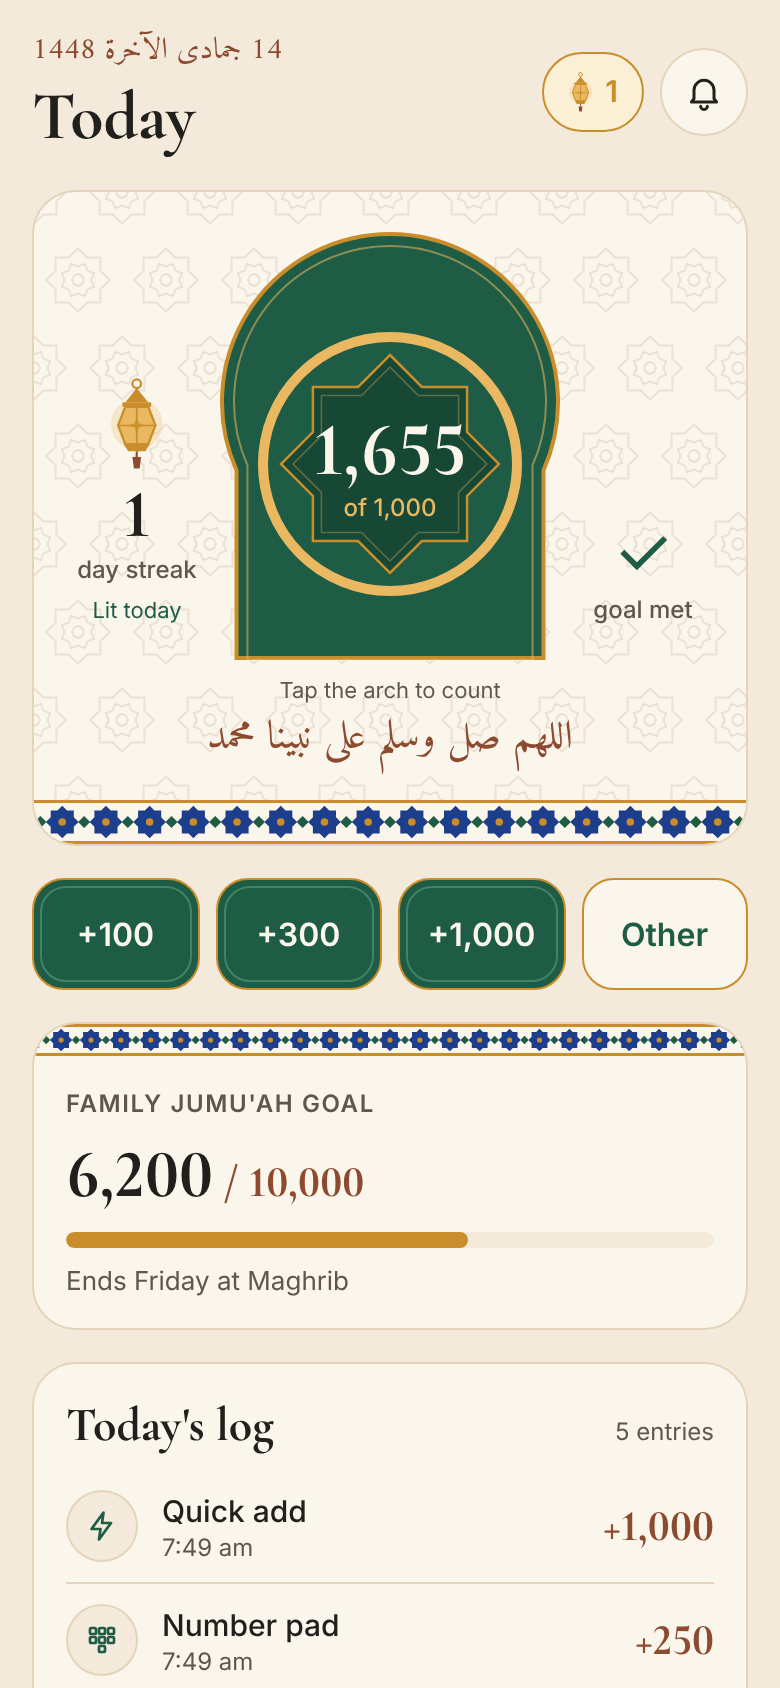 14 جمادى الآخرة 1448
Today
1
1,655
of 1,000
1
day streak
Lit today
goal met
Tap the arch to count
اللهم صل وسلم على نبينا محمد
+100
+300
+1,000
Other
FAMILY JUMU'AH GOAL
6,200 / 10,000
Ends Friday at Maghrib
Today's log
5 entries
Quick add
7:49 am
+1,000
Number pad
7:49 am
+250